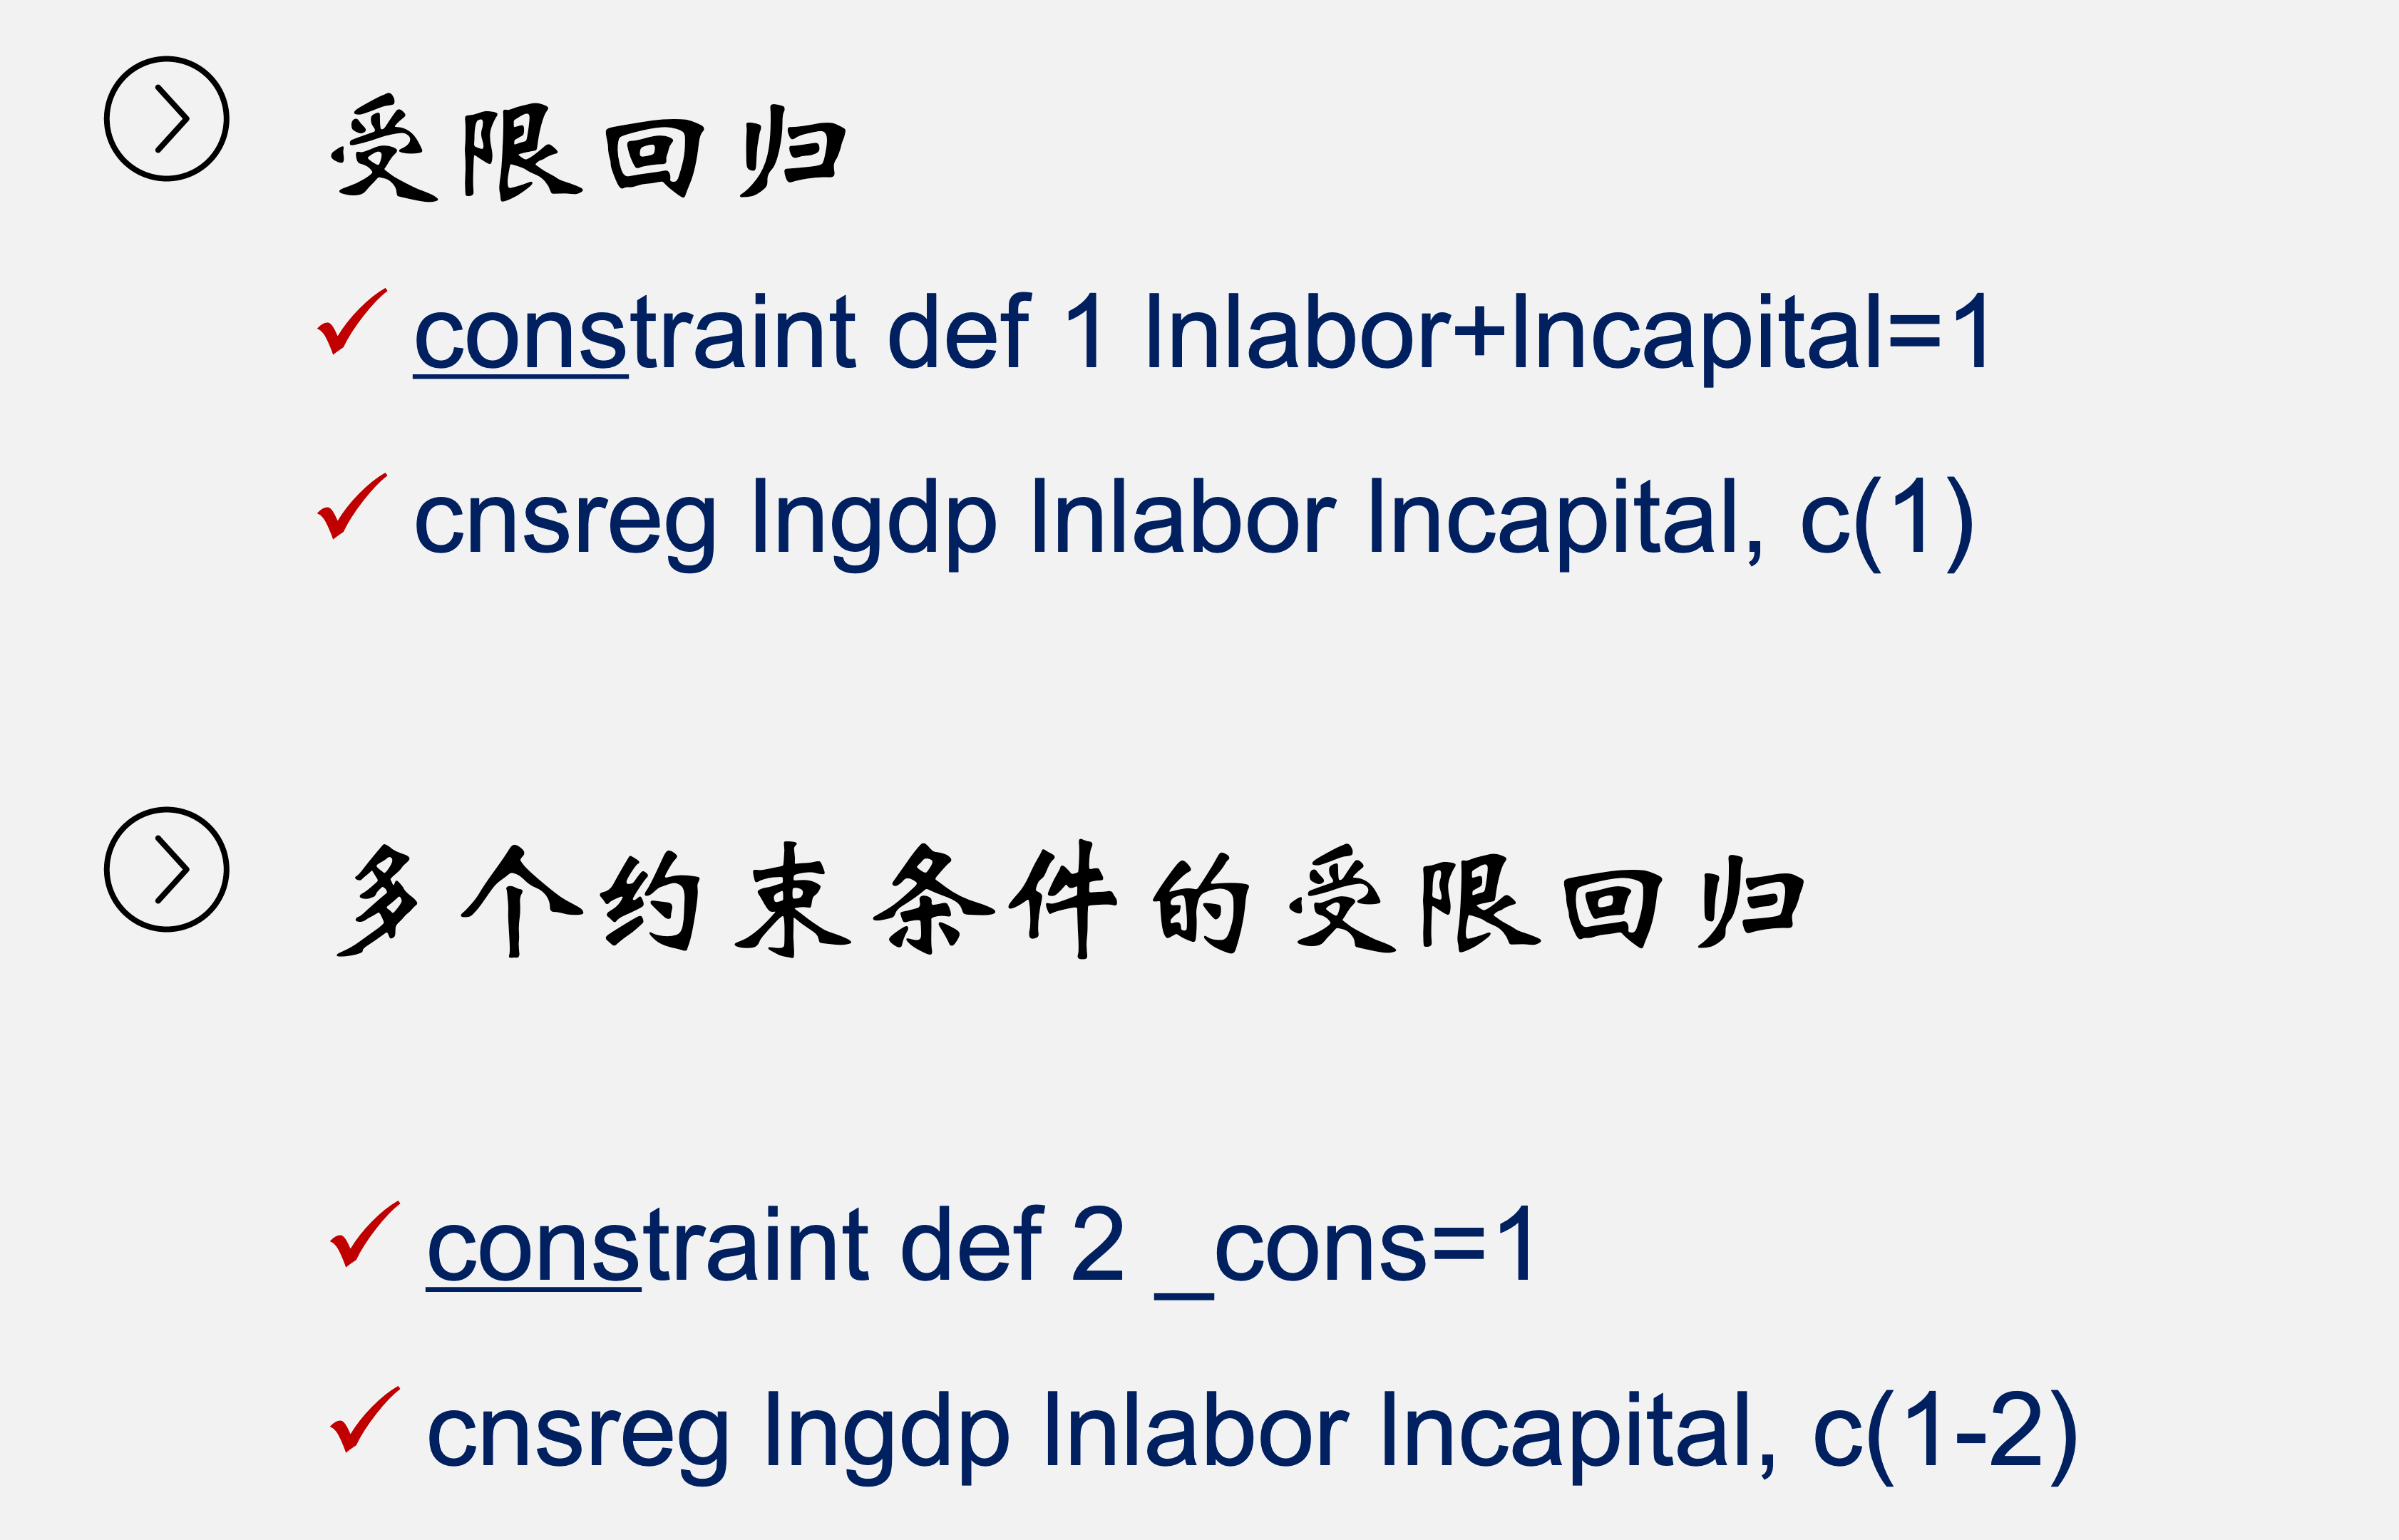 受限回归
constraint def 1 lnlabor+lncapital=1
cnsreg lngdp lnlabor lncapital, c(1)
多个约束条件的受限回归
constraint def 2 _cons=1
cnsreg lngdp lnlabor lncapital, c(1-2)